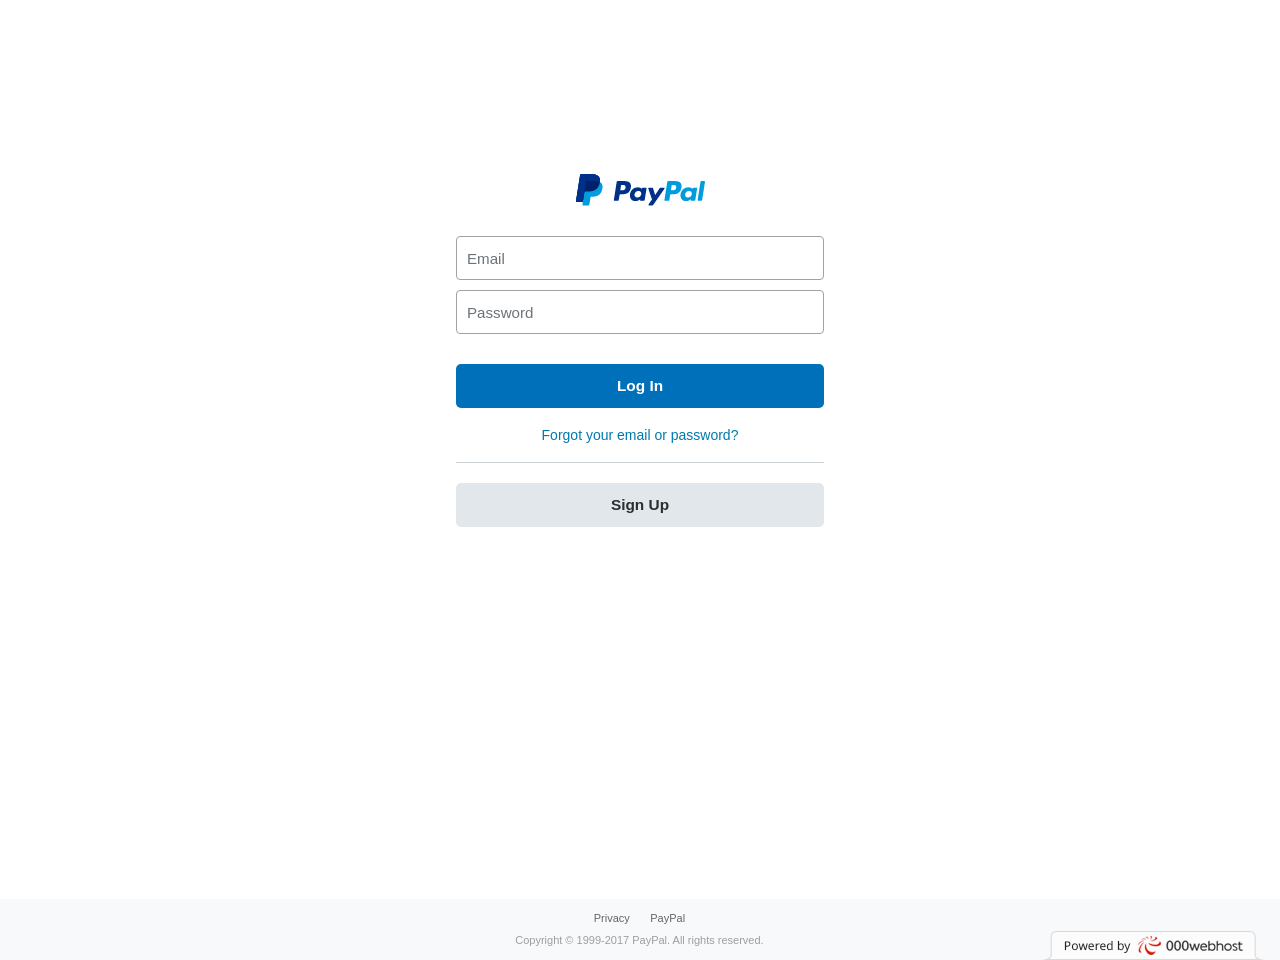 PayPal
Email
Password
Log In
Forgot your email or password?
Sign Up
Privacy PayPal
Copyright © 1999-2017 PayPal. All rights reserved.
Powered by 000webhost